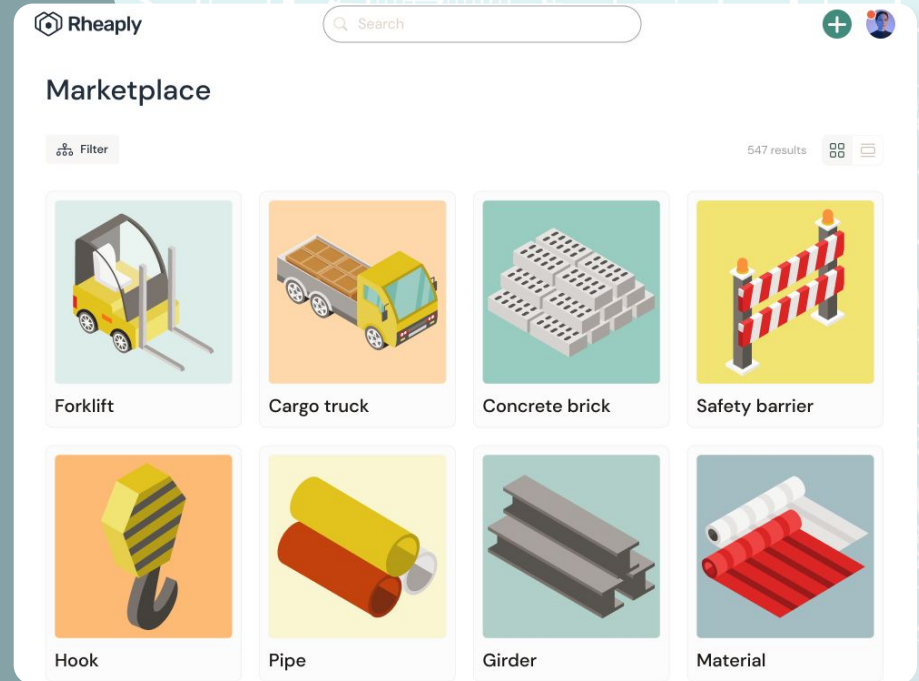 Rheaply
Search
Marketplace
Filter
547 results
Forklift
Cargo truck
Concrete brick
Safety barrier
Hook
Pipe
Girder
Material